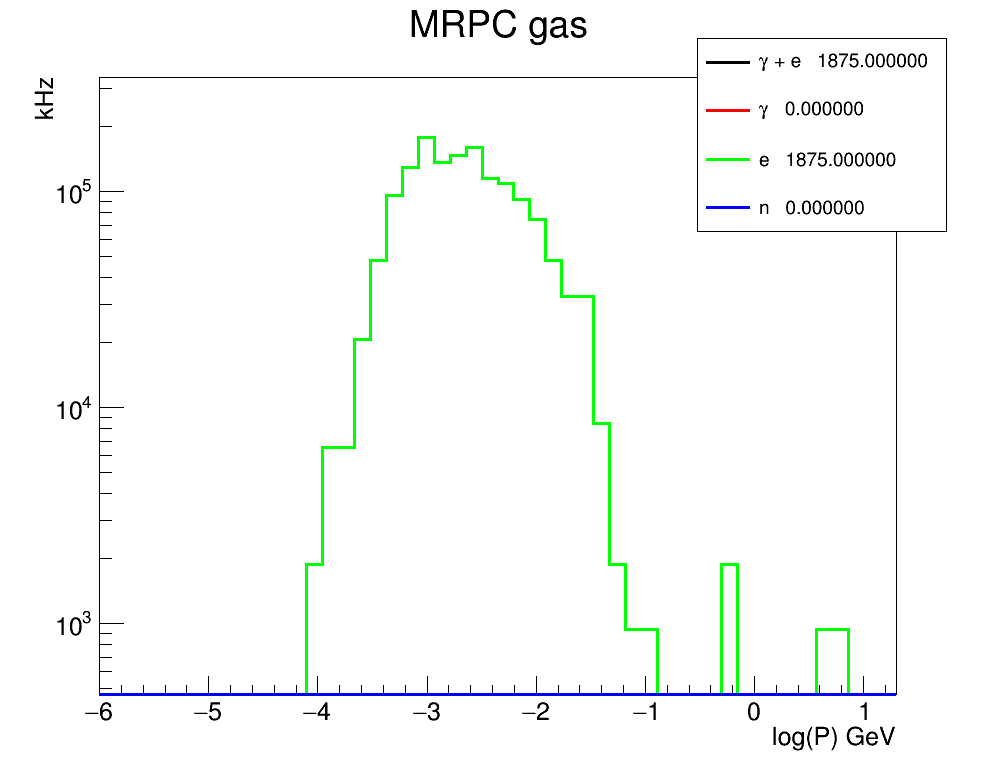 MRPC gas
γ + e 1875.000000
γ 0.000000
e 1875.000000
n 0.000000
kHz
10⁵
10⁴
10³
−6 −5 −4 −3 −2 −1 0 1
log(P) GeV